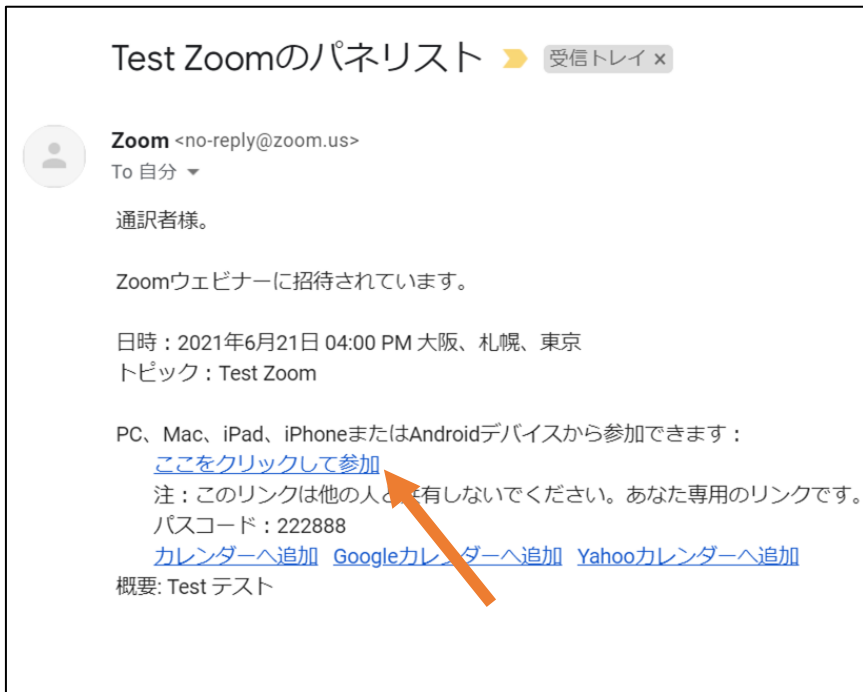 Test Zoomのパネリスト 受信トレイ x
Zoom <no-reply@zoom.us>
To 自分
通訳者様。
Zoomウェビナーに招待されています。
日時：2021年6月21日 04:00 PM 大阪、札幌、東京
トピック：Test Zoom
PC、Mac、iPad、iPhoneまたはAndroidデバイスから参加できます：
ここをクリックして参加
注：このリンクは他の人と共有しないでください。あなた専用のリンクです。
パスコード：222888
カレンダーへ追加 Googleカレンダーへ追加 Yahooカレンダーへ追加
概要: Test テスト